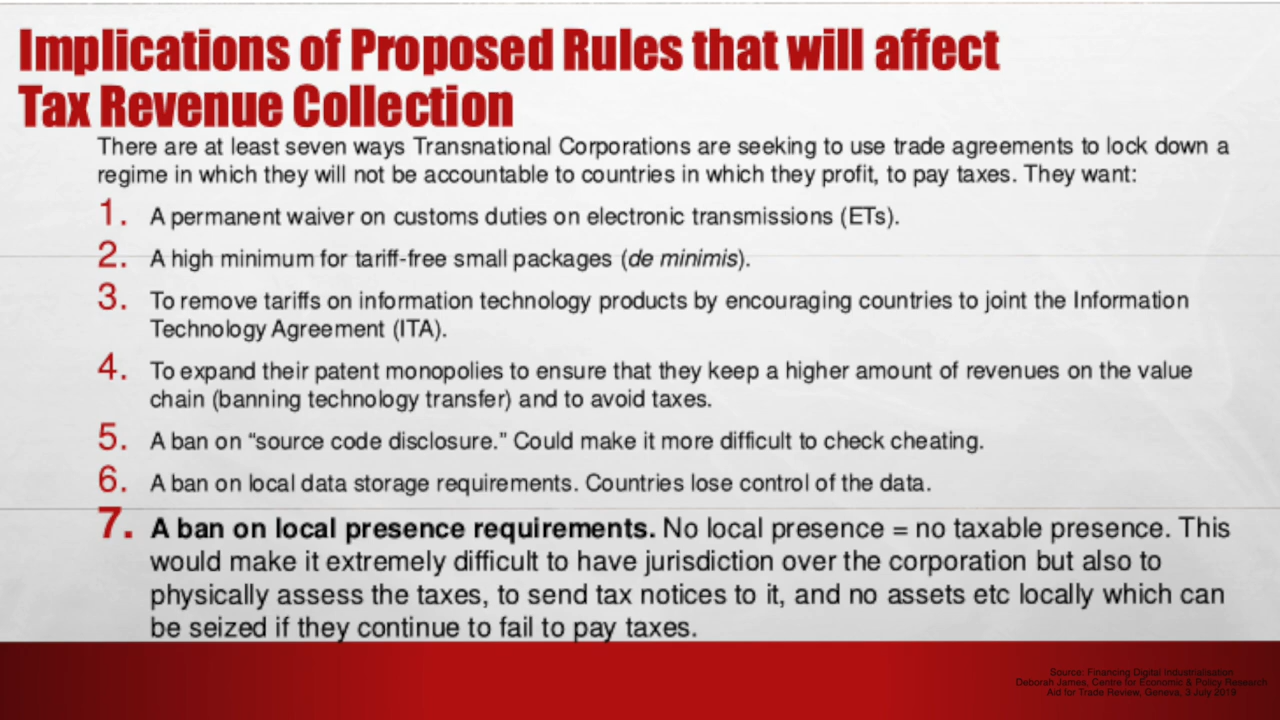 Implications of Proposed Rules that will affect
Tax Revenue Collection
There are at least seven ways Transnational Corporations are seeking to use trade agreements to lock down a
regime in which they will not be accountable to countries in which they profit, to pay taxes. They want:
1. A permanent waiver on customs duties on electronic transmissions (ETs).
2. A high minimum for tariff-free small packages (de minimis).
3. To remove tariffs on information technology products by encouraging countries to joint the Information
Technology Agreement (ITA).
4. To expand their patent monopolies to ensure that they keep a higher amount of revenues on the value
chain (banning technology transfer) and to avoid taxes.
5. A ban on “source code disclosure.” Could make it more difficult to check cheating.
6. A ban on local data storage requirements. Countries lose control of the data.
7. A ban on local presence requirements. No local presence = no taxable presence. This
would make it extremely difficult to have jurisdiction over the corporation but also to
physically assess the taxes, to send tax notices to it, and no assets etc locally which can
be seized if they continue to fail to pay taxes.
Source: Financing Digital Industrialisation
Deborah James, Centre for Economic & Policy Research
Aid for Trade Review, Geneva, 3 July 2019